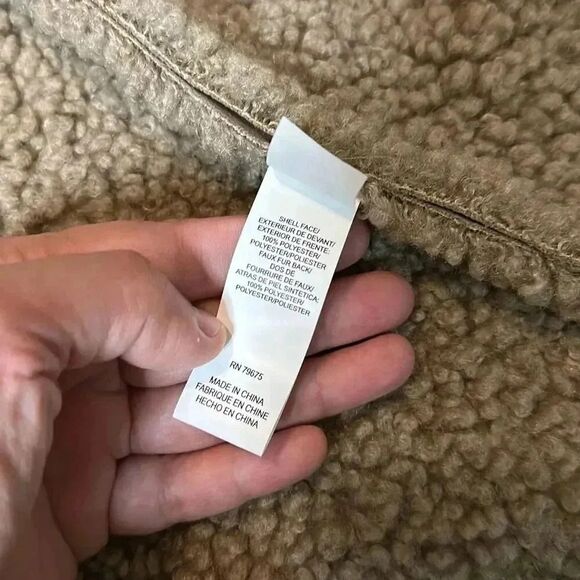 SHELL FACE/
EXTERIEUR DE DEVANT/
EXTERIOR DE FRENTE:
100% POLYESTER/
POLYESTER/POLIESTER
FAUX FUR BACK/
DOS DE
FOURRURE DE FAUX/
ATRAS DE PIEL SINTETICA:
100% POLYESTER/
POLYESTER/POLIESTER
RN 79675
MADE IN CHINA
FABRIQUE EN CHINE
HECHO EN CHINA